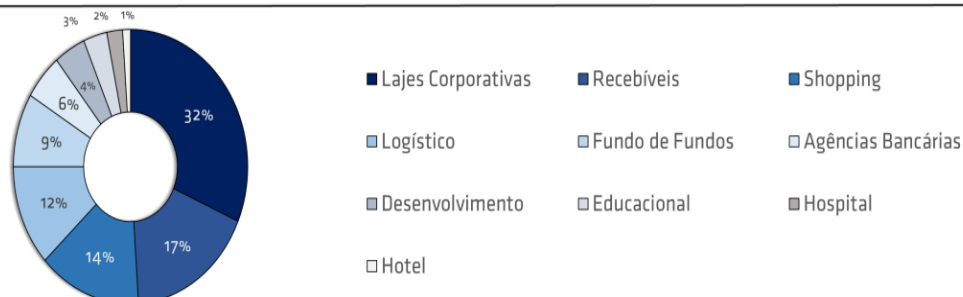 3% 2% 1%
4%
32%
6%
9%
12%
17%
14%
Lajes Corporativas Recebíveis Shopping
Logístico Fundo de Fundos Agências Bancárias
Desenvolvimento Educacional Hospital
Hotel